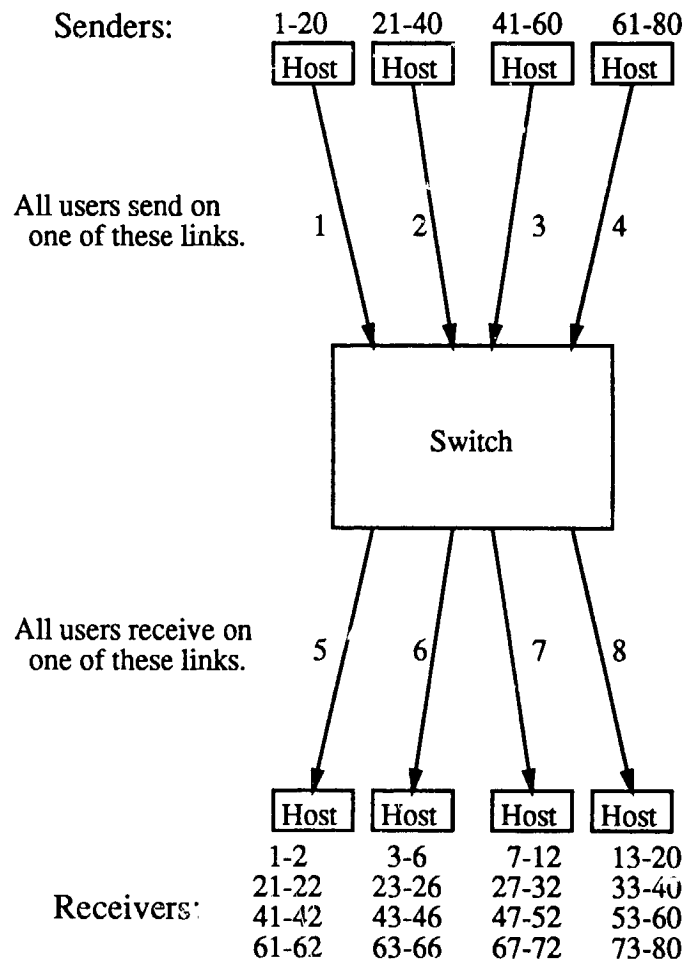 Senders: 1-20 21-40 41-60 61-80
Host Host Host Host
All users send on
one of these links.
1 2 3 4
Switch
All users receive on
one of these links.
5 6 7 8
Host Host Host Host
1-2 3-6 7-12 13-20
21-22 23-26 27-32 33-40
Receivers: 41-42 43-46 47-52 53-60
61-62 63-66 67-72 73-80